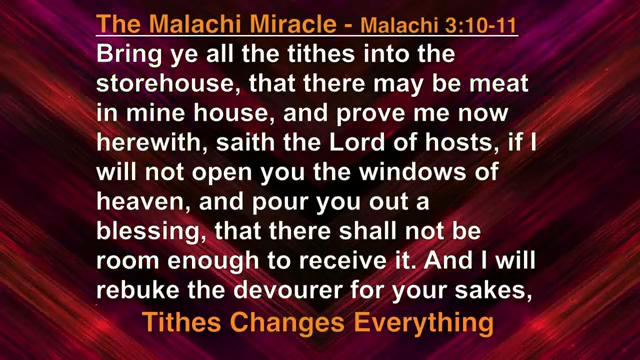 The Malachi Miracle - Malachi 3:10-11
Bring ye all the tithes into the
storehouse, that there may be meat
in mine house, and prove me now
herewith, saith the Lord of hosts, if I
will not open you the windows of
heaven, and pour you out a
blessing, that there shall not be
room enough to receive it. And I will
rebuke the devourer for your sakes,
Tithes Changes Everything